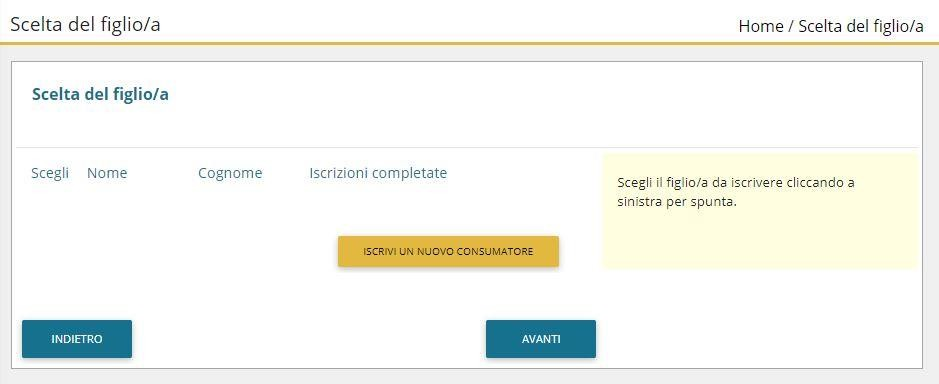 Scelta del figlio/a
Home / Scelta del figlio/a
Scelta del figlio/a
Scegli Nome Cognome Iscrizioni completate
Scegli il figlio/a da iscrivere cliccando a
sinistra per spunta.
ISCRIVI UN NUOVO CONSUMATORE
INDIETRO
AVANTI